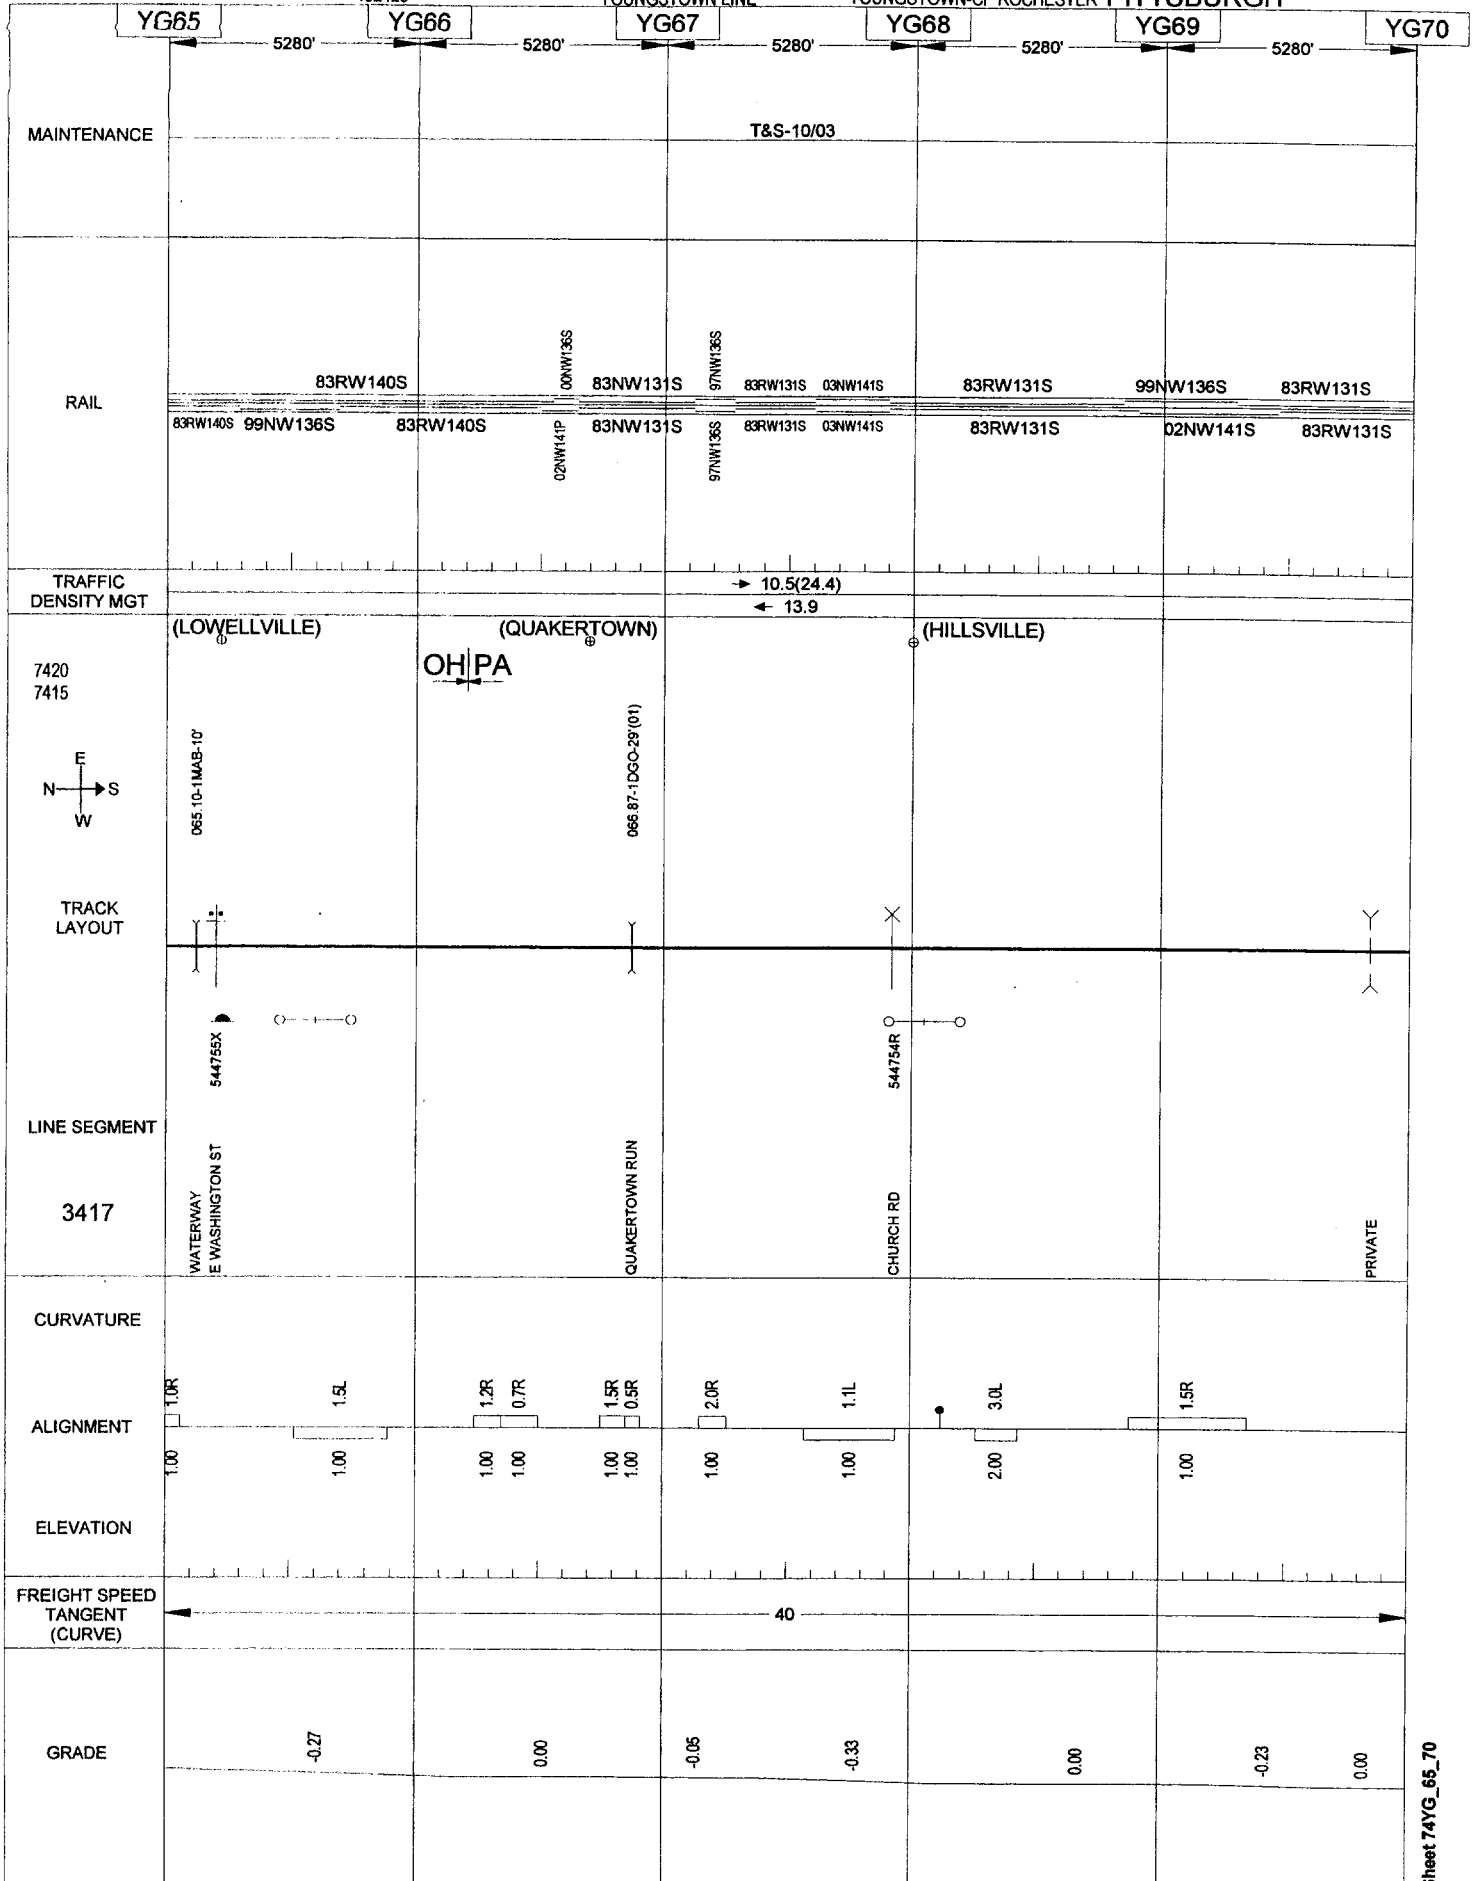 YOUNGSTOWN LINE
PITTSBURGH
YG65 YG66 YG67 YG68 YG69 YG70
5280' 5280' 5280' 5280' 5280'
MAINTENANCE
T&S-10/03
RAIL
83RW140S 00NW136S 83NW131S 97NW136S 83RW131S 03NW141S 83RW131S 99NW136S 83RW131S
83RW140S 99NW136S 83RW140S 02NW141P 83NW131S 97NW136S 83RW131S 03NW141S 83RW131S 02NW141S 83RW131S
TRAFFIC
DENSITY MGT
→ 10.5(24.4)
← 13.9
(LOWELLVILLE) (QUAKERTOWN) (HILLSVILLE)
OH PA
7420
7415
E
N S
W
065.10-1MAB-10'
066.87-1DGO-29'(01)
TRACK
LAYOUT
544755X
544754R
LINE SEGMENT
3417
WATERWAY
E WASHINGTON ST
QUAKERTOWN RUN
CHURCH RD
PRIVATE
CURVATURE
1.0R 1.5L 1.2R 0.7R 1.5R 0.5R 2.0R 1.1L 3.0L 1.5R
ALIGNMENT
1.00 1.00 1.00 1.00 1.00 1.00 1.00 1.00 2.00 1.00
ELEVATION
FREIGHT SPEED
TANGENT
(CURVE)
40
GRADE
-0.27 0.00 -0.05 -0.33 0.00 -0.23 0.00
Sheet 74YG_65_70